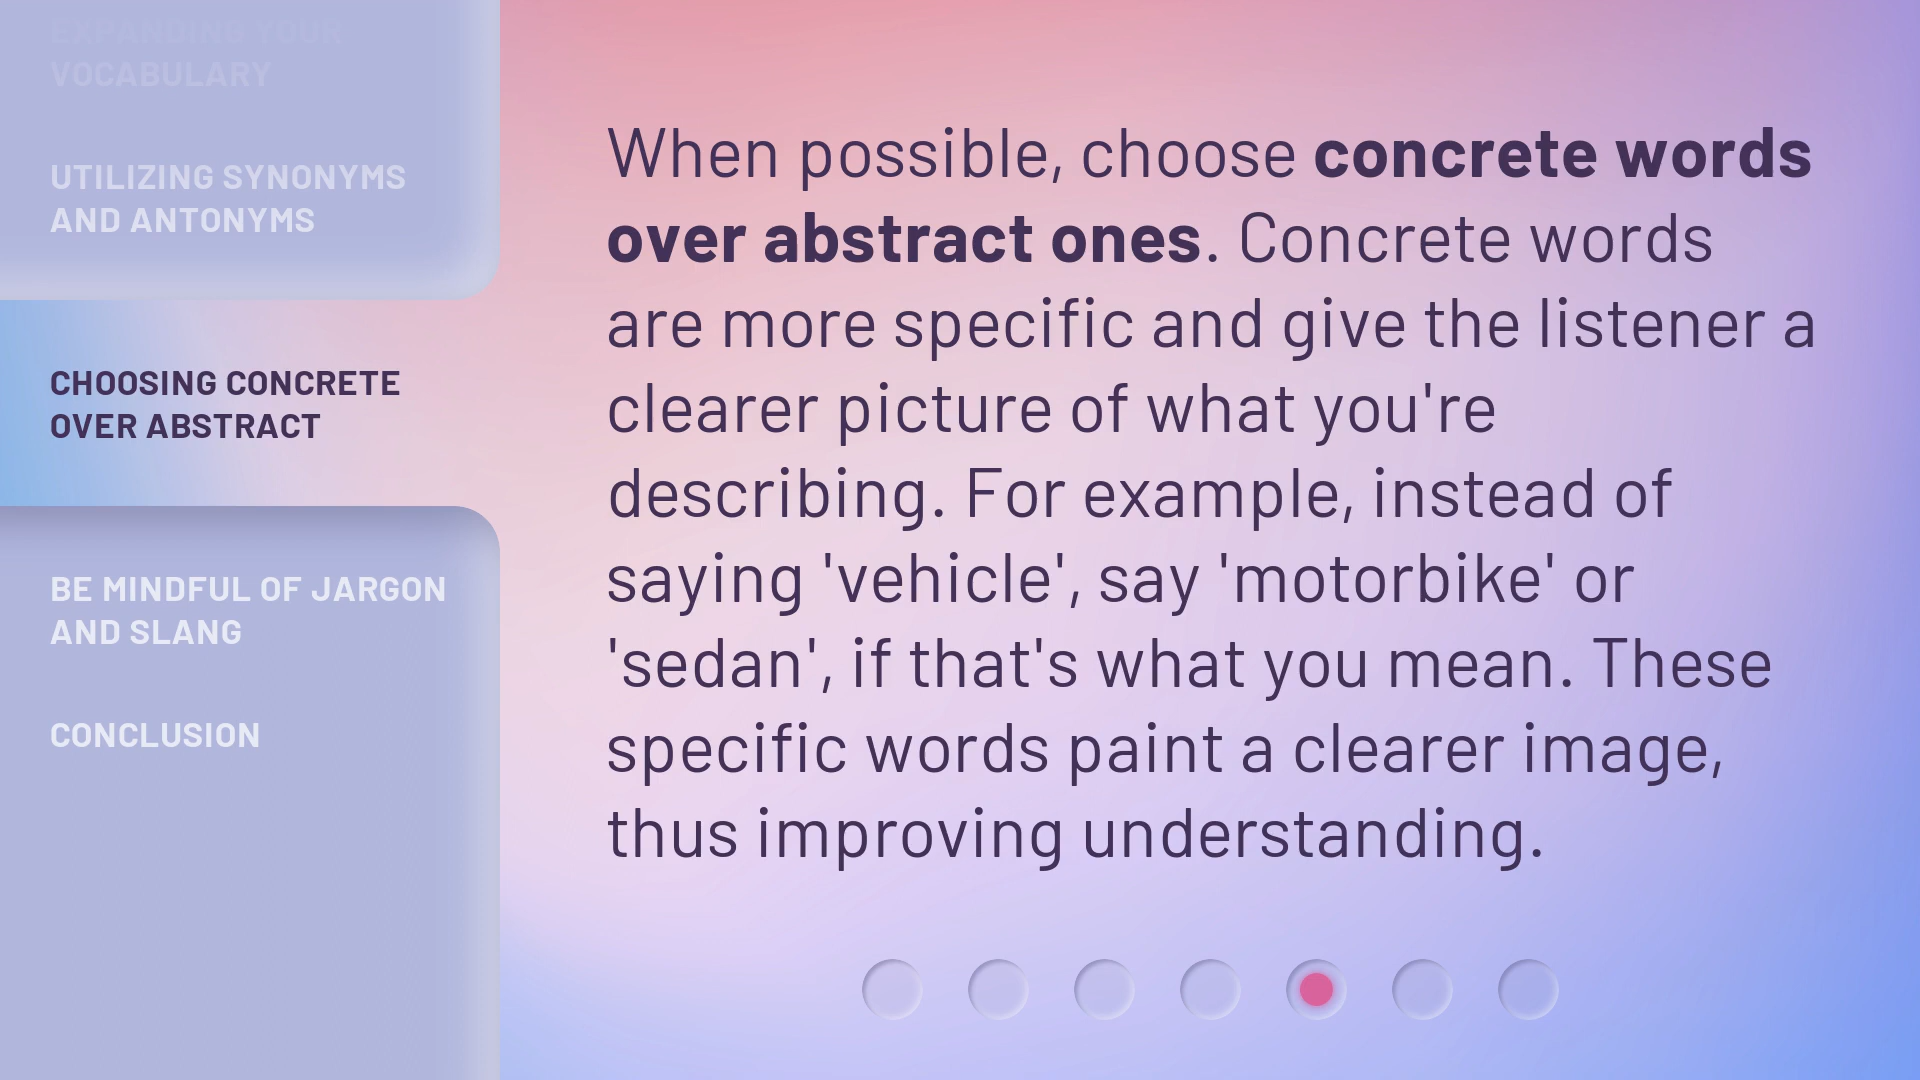 EXPANDING YOUR
VOCABULARY
UTILIZING SYNONYMS
AND ANTONYMS
CHOOSING CONCRETE
OVER ABSTRACT
BE MINDFUL OF JARGON
AND SLANG
CONCLUSION
When possible, choose concrete words
over abstract ones. Concrete words
are more specific and give the listener a
clearer picture of what you're
describing. For example, instead of
saying 'vehicle', say 'motorbike' or
'sedan', if that's what you mean. These
specific words paint a clearer image,
thus improving understanding.